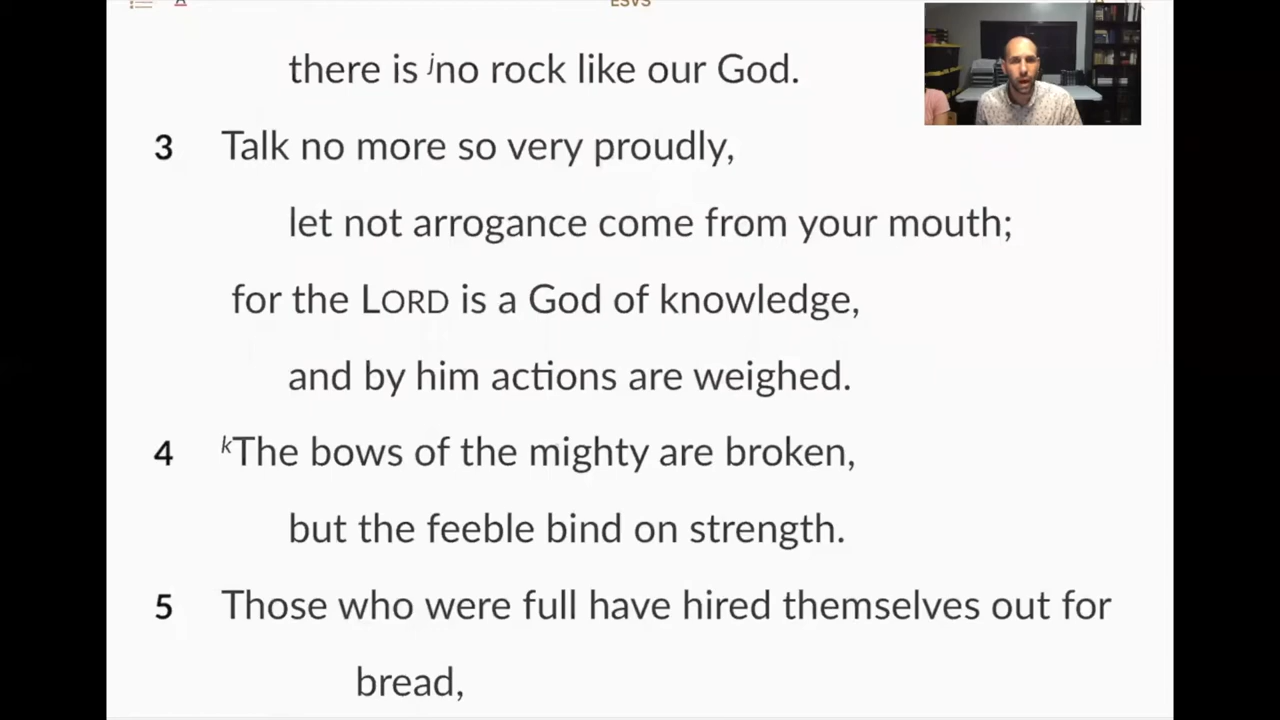 ESVS
there is jno rock like our God.
3 Talk no more so very proudly,
let not arrogance come from your mouth;
for the LORD is a God of knowledge,
and by him actions are weighed.
4 kThe bows of the mighty are broken,
but the feeble bind on strength.
5 Those who were full have hired themselves out for
bread,